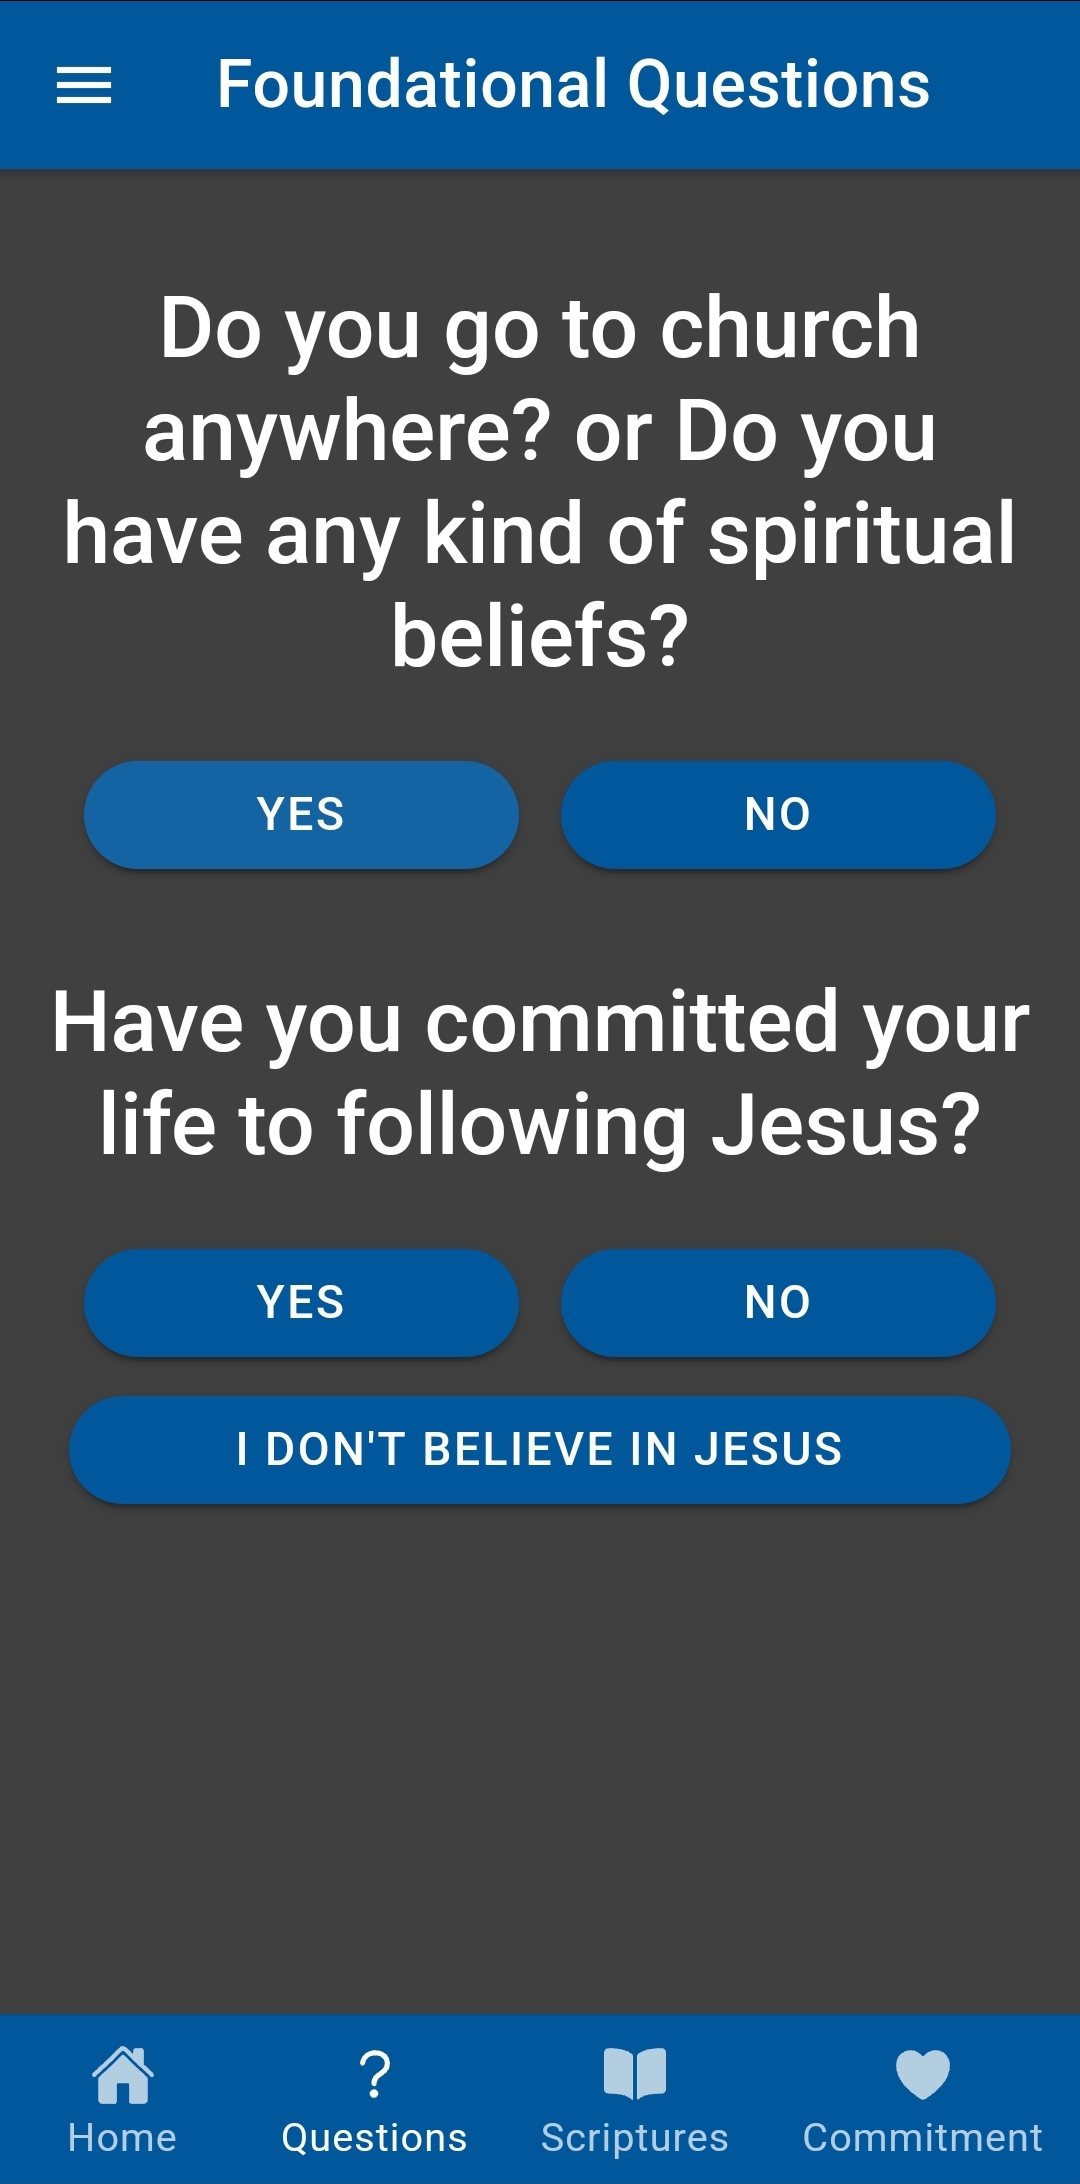 Foundational Questions
Do you go to church
anywhere? or Do you
have any kind of spiritual
beliefs?
YES NO
Have you committed your
life to following Jesus?
YES NO
I DON'T BELIEVE IN JESUS
Home Questions Scriptures Commitment